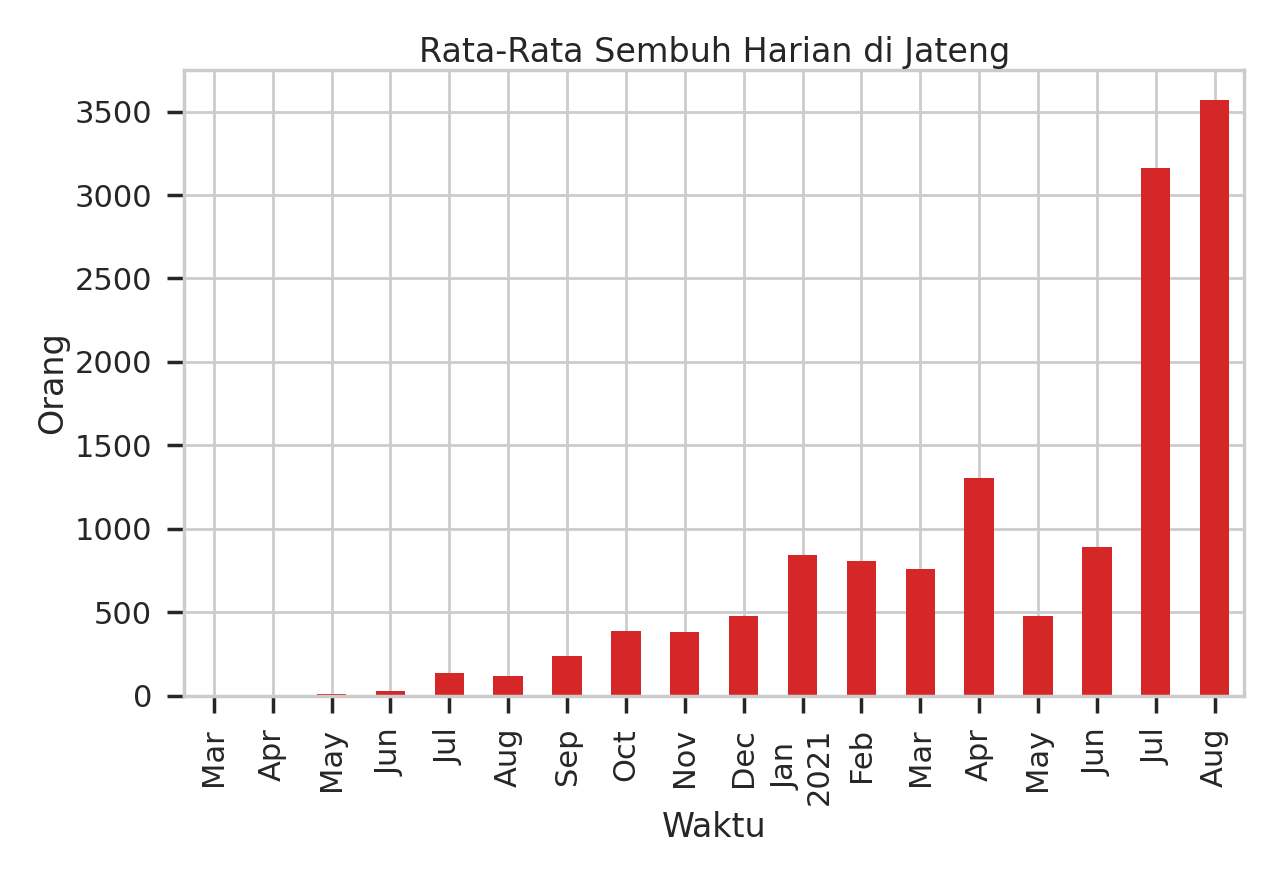 Rata-Rata Sembuh Harian di Jateng
3500
3000
2500
2000
1500
1000
500
0
Orang
Mar
Apr
May
Jun
Jul
Aug
Sep
Oct
Nov
Dec
Jan
2021
Feb
Mar
Apr
May
Jun
Jul
Aug
Waktu